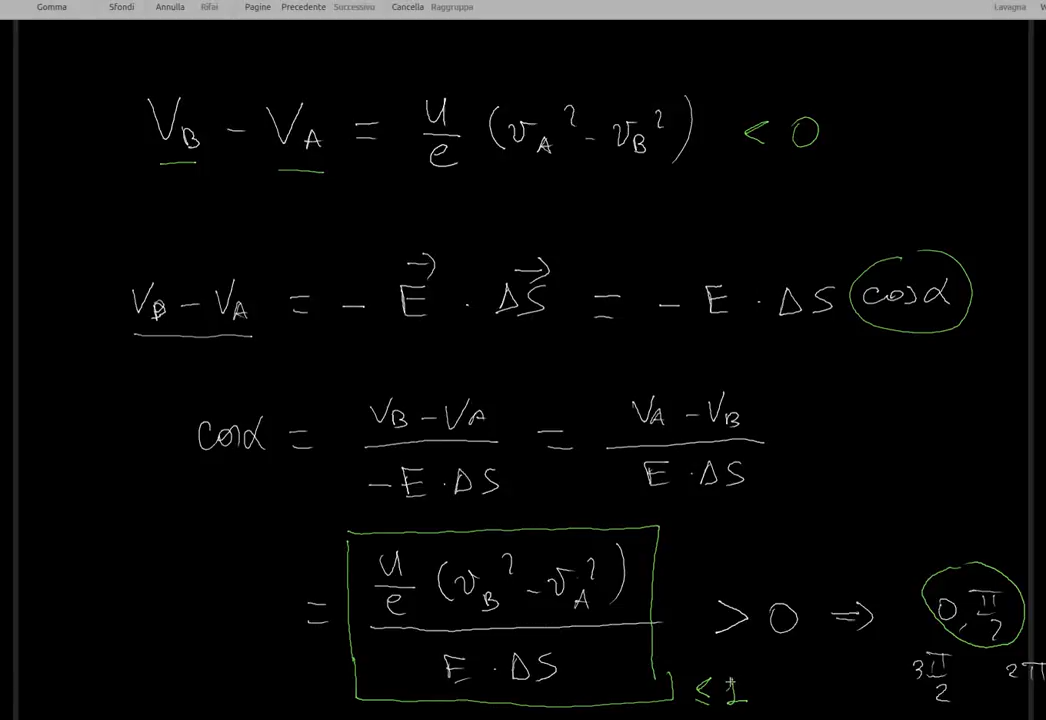 Gomma Sfondi Annulla Rifai Pagine Precedente Successivu Cancella Raggruppa Lavagna
V_B - V_A = u/e (v_A² - v_B²) < 0
V_B - V_A = - E⃗ · ΔS⃗ = - E · ΔS cosα
cosα = (V_B - V_A)/(-E · ΔS) = (V_A - V_B)/(E · ΔS)
= (u/e (v_B² - v_A²))/(E · ΔS) > 0 ⇒ 0, π/2
3π/2 2π
< 1